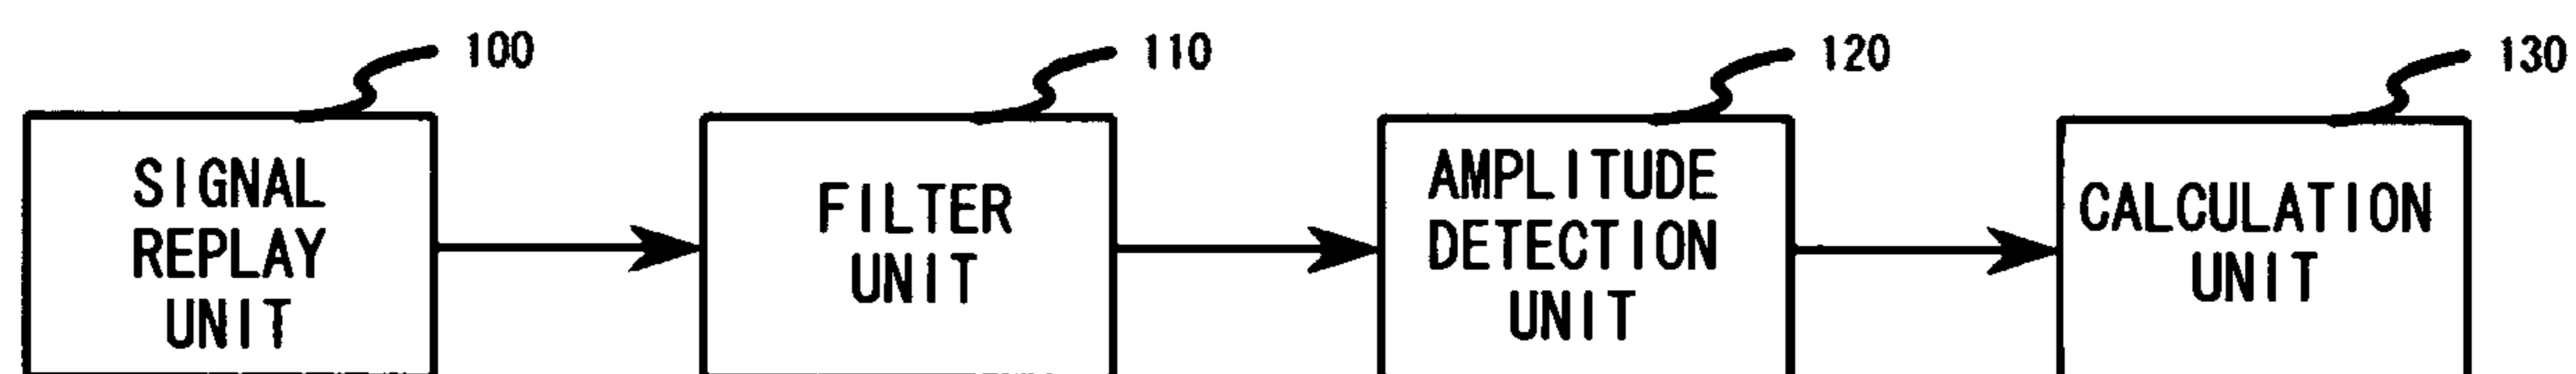 100
110
120
130
SIGNAL
REPLAY
UNIT
FILTER
UNIT
AMPLITUDE
DETECTION
UNIT
CALCULATION
UNIT